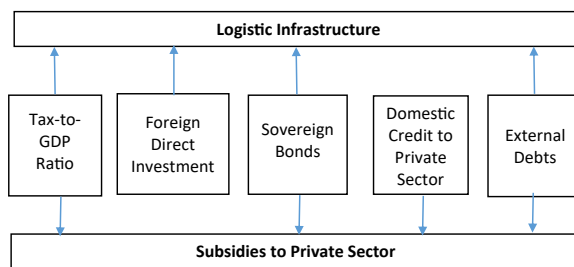 Logistic Infrastructure
Tax-to-
GDP
Ratio
Foreign
Direct
Investment
Sovereign
Bonds
Domestic
Credit to
Private
Sector
External
Debts
Subsidies to Private Sector